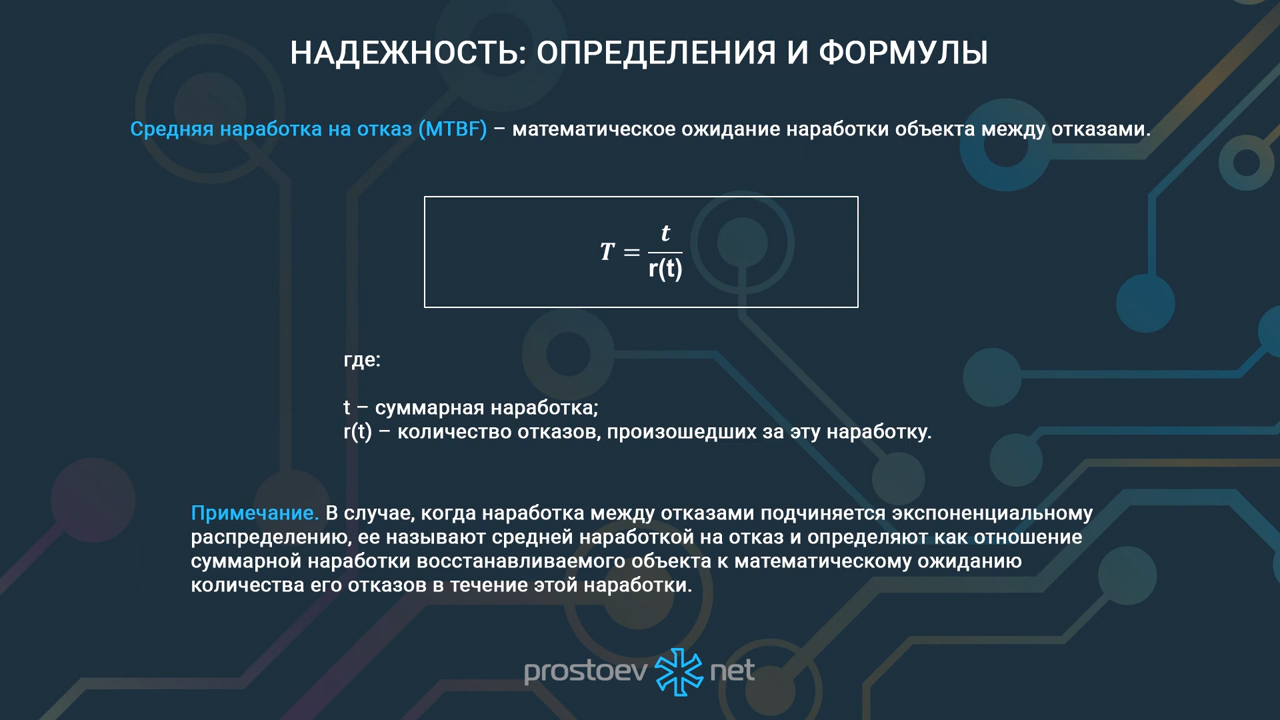 НАДЕЖНОСТЬ: ОПРЕДЕЛЕНИЯ И ФОРМУЛЫ
Средняя наработка на отказ (MTBF) – математическое ожидание наработки объекта между отказами.
T = t / r(t)
где:
t – суммарная наработка;
r(t) – количество отказов, произошедших за эту наработку.
Примечание. В случае, когда наработка между отказами подчиняется экспоненциальному
распределению, ее называют средней наработкой на отказ и определяют как отношение
суммарной наработки восстанавливаемого объекта к математическому ожиданию
количества его отказов в течение этой наработки.
prostoev net